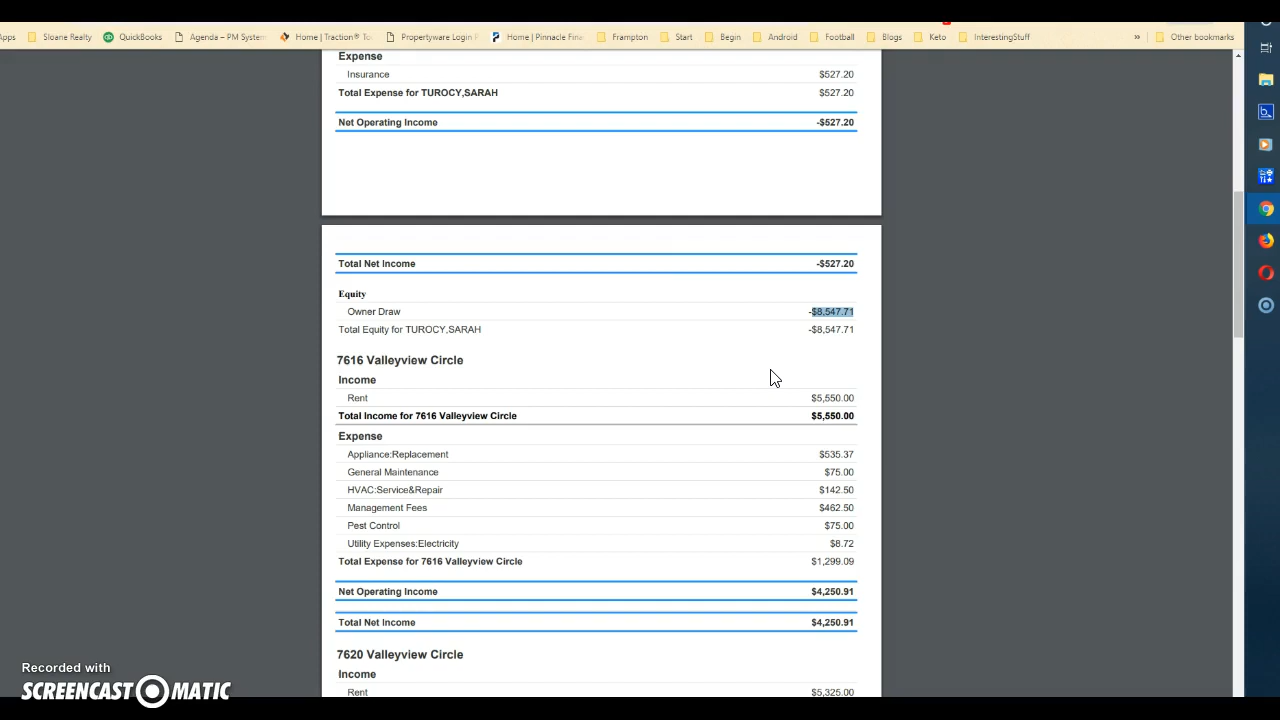 Apps Sloane Realty QuickBooks Agenda – PM System Home | Traction® To Propertyware Login P Home | Pinnacle Fina Frampton Start Begin Android Football Blogs Keto InterestingStuff » Other bookmarks
Expense
Insurance $527.20
Total Expense for TUROCY,SARAH $527.20
Net Operating Income -$527.20
Total Net Income -$527.20
Equity
Owner Draw -$8,547.71
Total Equity for TUROCY,SARAH -$8,547.71
7616 Valleyview Circle
Income
Rent $5,550.00
Total Income for 7616 Valleyview Circle $5,550.00
Expense
Appliance:Replacement $535.37
General Maintenance $75.00
HVAC:Service&Repair $142.50
Management Fees $462.50
Pest Control $75.00
Utility Expenses:Electricity $8.72
Total Expense for 7616 Valleyview Circle $1,299.09
Net Operating Income $4,250.91
Total Net Income $4,250.91
7620 Valleyview Circle
Income
Rent $5,325.00
Recorded with
SCREENCAST-O-MATIC